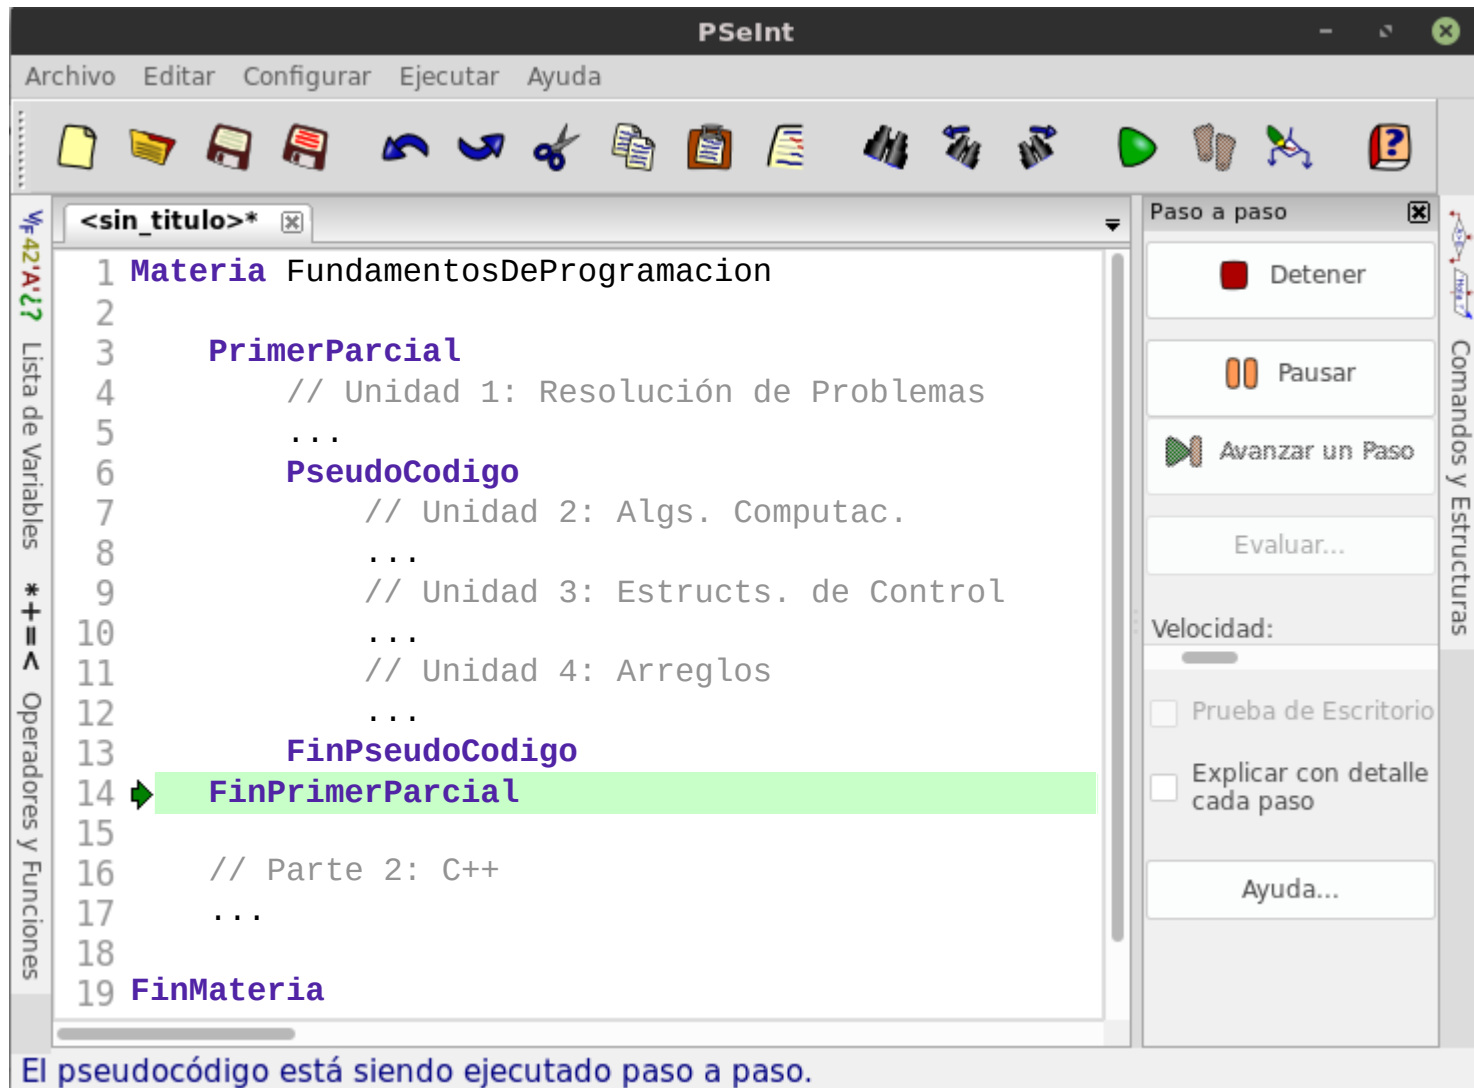 PSeInt
Archivo Editar Configurar Ejecutar Ayuda
<sin_titulo>*
1 Materia FundamentosDeProgramacion
2
3 PrimerParcial
4 // Unidad 1: Resolución de Problemas
5 ...
6 PseudoCodigo
7 // Unidad 2: Algs. Computac.
8 ...
9 // Unidad 3: Estructs. de Control
10 ...
11 // Unidad 4: Arreglos
12 ...
13 FinPseudoCodigo
14 FinPrimerParcial
15
16 // Parte 2: C++
17 ...
18
19 FinMateria
Paso a paso
Detener
Pausar
Avanzar un Paso
Evaluar...
Velocidad:
Prueba de Escritorio
Explicar con detalle
cada paso
Ayuda...
42'A'¿? Lista de Variables
*+=< Operadores y Funciones
Comandos y Estructuras
El pseudocódigo está siendo ejecutado paso a paso.